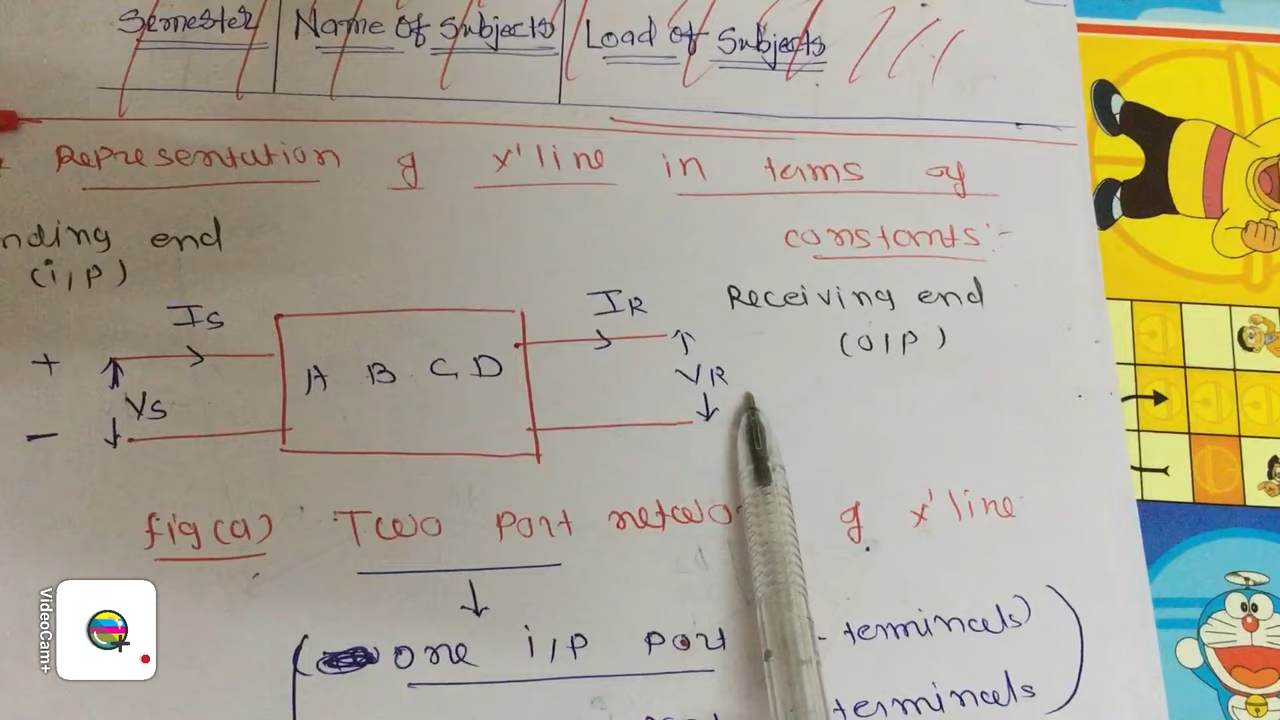 Semester Name Of Subjects Load of Subjects
Representation of x'line in terms of
constants:-
nding end
(i/p)
Receiving end
(O/P)
Is
IR
+
Vs
-
A B C D
VR
fig(a) Two Port netwo of x'line
one i/p port - terminals)
terminals
VideoCam+